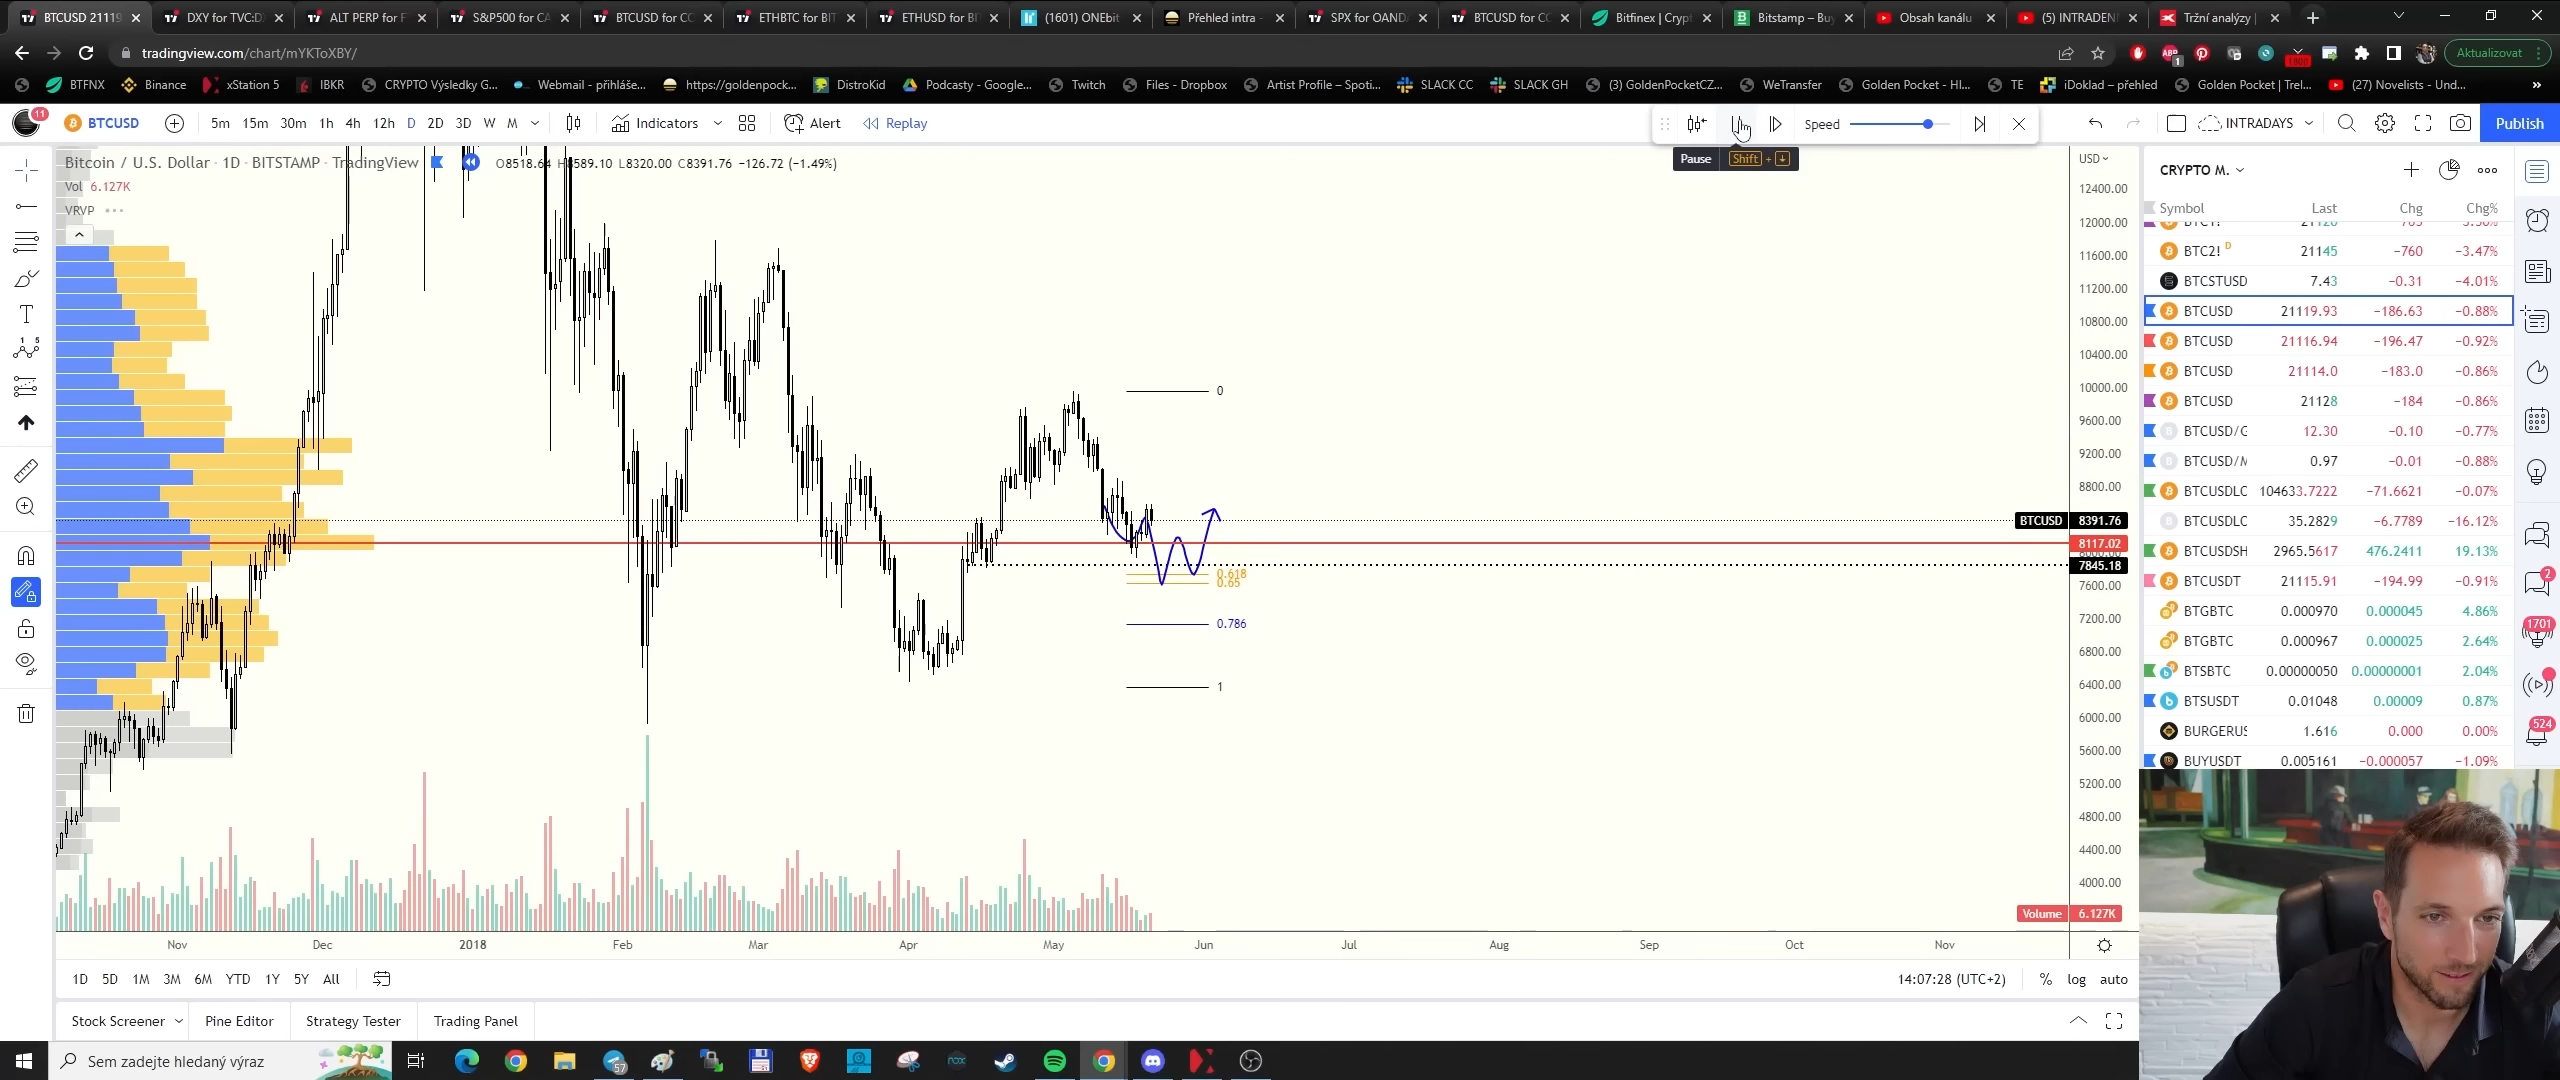 BTCUSD 21119
DXY for TVC:D
ALT PERP for F
S&P500 for CA
BTCUSD for CO
ETHBTC for BIT
ETHUSD for BI
(1601) ONEbit
Přehled intra -
SPX for OAND
BTCUSD for CO
Bitfinex | Crypt
Bitstamp – Buy
Obsah kanálu
(5) INTRADEN
Tržní analýzy |
tradingview.com/chart/mYKToXBY/
Aktualizovat
BTFNX
Binance
xStation 5
IBKR
CRYPTO Výsledky G...
Webmail - přihláše...
https://goldenpock...
DistroKid
Podcasty - Google...
Twitch
Files - Dropbox
Artist Profile – Spoti...
SLACK CC
SLACK GH
(3) GoldenPocketCZ...
WeTransfer
Golden Pocket - Hl...
TE
iDoklad – přehled
Golden Pocket | Trel...
(27) Novelists - Und...
»
11
BTCUSD
5m 15m 30m 1h 4h 12h D 2D 3D W M
Indicators
Alert
Replay
Speed
INTRADAYS
Publish
Pause Shift + ↓
Bitcoin / U.S. Dollar · 1D · BITSTAMP · TradingView
O8518.64 H8589.10 L8320.00 C8391.76 −126.72 (−1.49%)
Vol 6.127K
VRVP
USD
12400.00
12000.00
11600.00
11200.00
10800.00
10400.00
10000.00
9600.00
9200.00
8800.00
BTCUSD 8391.76
8117.02
7845.18
7600.00
7200.00
6800.00
6400.00
6000.00
5600.00
5200.00
4800.00
4400.00
4000.00
Volume 6.127K
0
0.618
0.65
0.786
1
Nov Dec 2018 Feb Mar Apr May Jun Jul Aug Sep Oct Nov
1D 5D 1M 3M 6M YTD 1Y 5Y All
14:07:28 (UTC+2) % log auto
Stock Screener
Pine Editor
Strategy Tester
Trading Panel
CRYPTO M.
Symbol Last Chg Chg%
BTC2! D 21145 −760 −3.47%
BTCSTUSD 7.43 −0.31 −4.01%
BTCUSD 21119.93 −186.63 −0.88%
BTCUSD 21116.94 −196.47 −0.92%
BTCUSD 21114.0 −183.0 −0.86%
BTCUSD 21128 −184 −0.86%
BTCUSD/G 12.30 −0.10 −0.77%
BTCUSD/M 0.97 −0.01 −0.88%
BTCUSDLC 104633.7222 −71.6621 −0.07%
BTCUSDLC 35.2829 −6.7789 −16.12%
BTCUSDSH 2965.5617 476.2411 19.13%
BTCUSDT 21115.91 −194.99 −0.91%
BTGBTC 0.000970 0.000045 4.86%
BTGBTC 0.000967 0.000025 2.64%
BTSBTC 0.00000050 0.00000001 2.04%
BTSUSDT 0.01048 0.00009 0.87%
BURGERUS 1.616 0.000 0.00%
BUYUSDT 0.005161 −0.000057 −1.09%
2
1701
524
Sem zadejte hledaný výraz
57